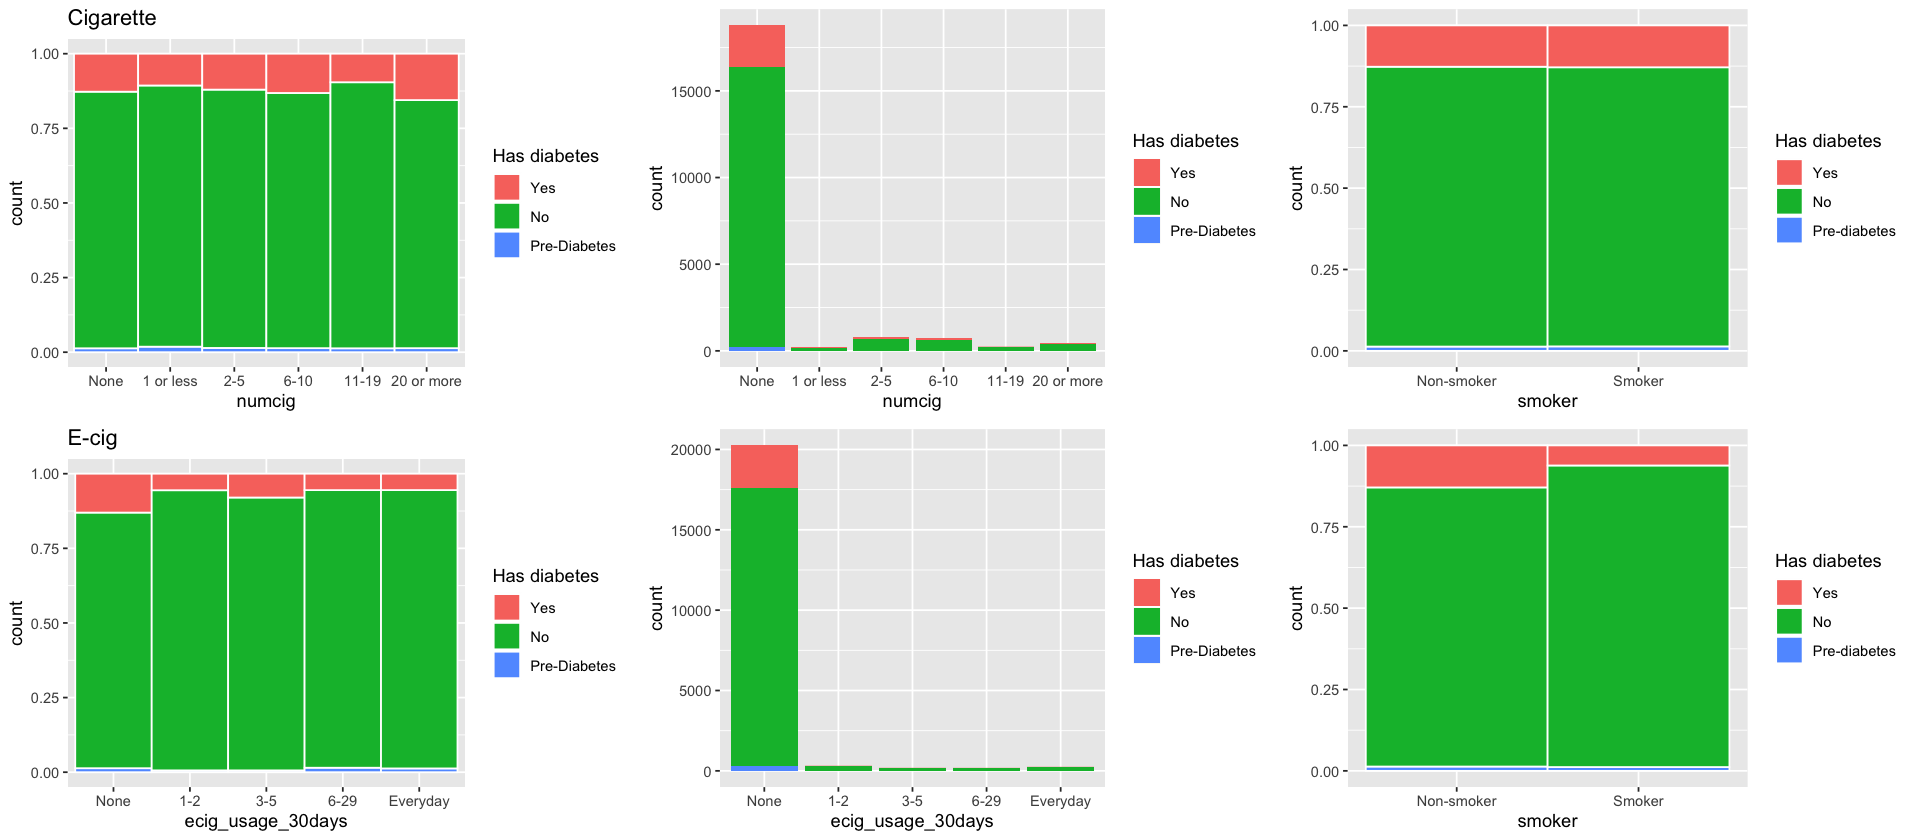 Cigarette
1.00
0.75
0.50
0.25
0.00
count
None 1 or less 2-5 6-10 11-19 20 or more
numcig
Has diabetes
Yes
No
Pre-Diabetes
15000
10000
5000
0
count
None 1 or less 2-5 6-10 11-19 20 or more
numcig
Has diabetes
Yes
No
Pre-Diabetes
1.00
0.75
0.50
0.25
0.00
count
Non-smoker Smoker
smoker
Has diabetes
Yes
No
Pre-diabetes
E-cig
1.00
0.75
0.50
0.25
0.00
count
None 1-2 3-5 6-29 Everyday
ecig_usage_30days
Has diabetes
Yes
No
Pre-Diabetes
20000
15000
10000
5000
0
count
None 1-2 3-5 6-29 Everyday
ecig_usage_30days
Has diabetes
Yes
No
Pre-Diabetes
1.00
0.75
0.50
0.25
0.00
count
Non-smoker Smoker
smoker
Has diabetes
Yes
No
Pre-diabetes